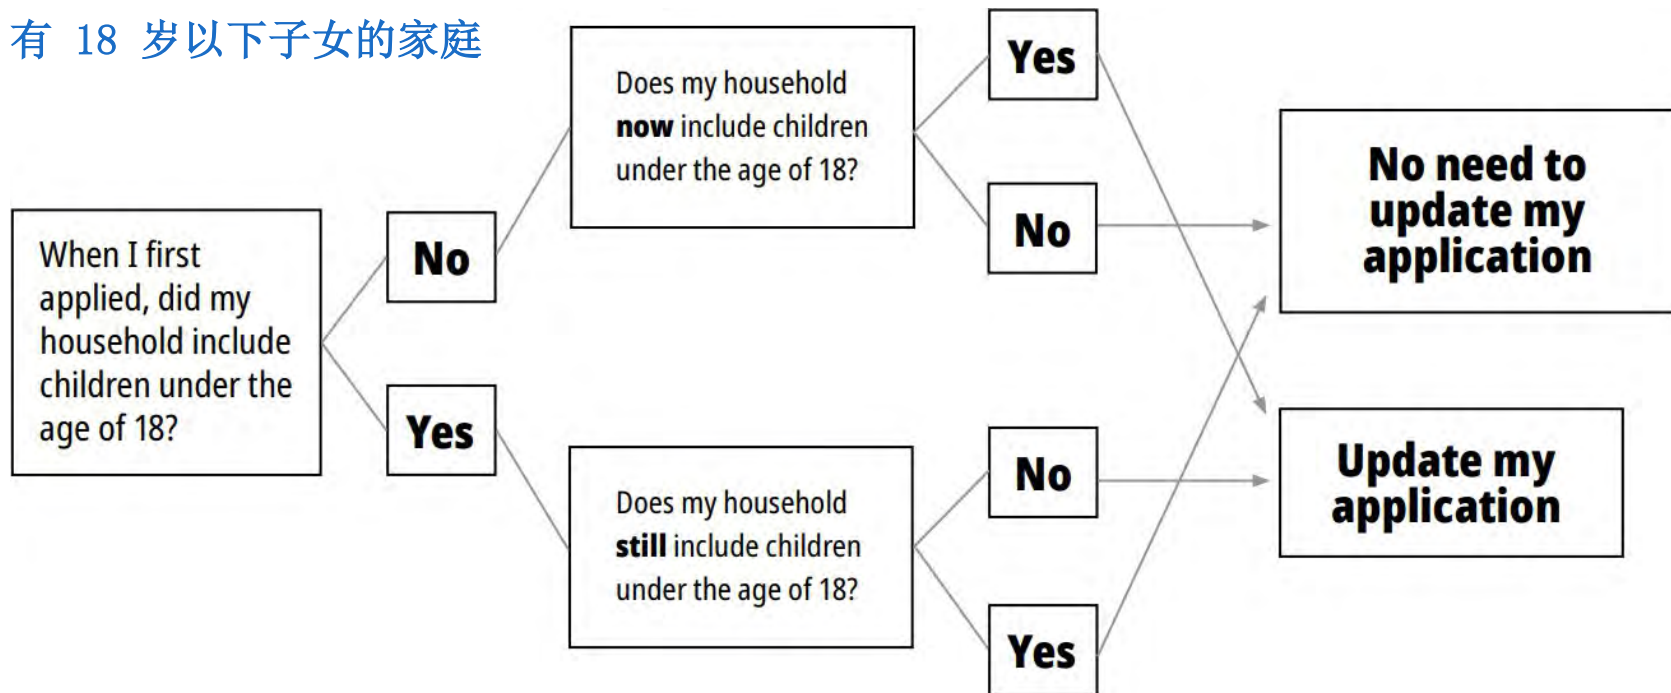 有 18 岁以下子女的家庭
When I first
applied, did my
household include
children under the
age of 18?
No
Yes
Does my household
now include children
under the age of 18?
Yes
No
Does my household
still include children
under the age of 18?
No
Yes
No need to
update my
application
Update my
application